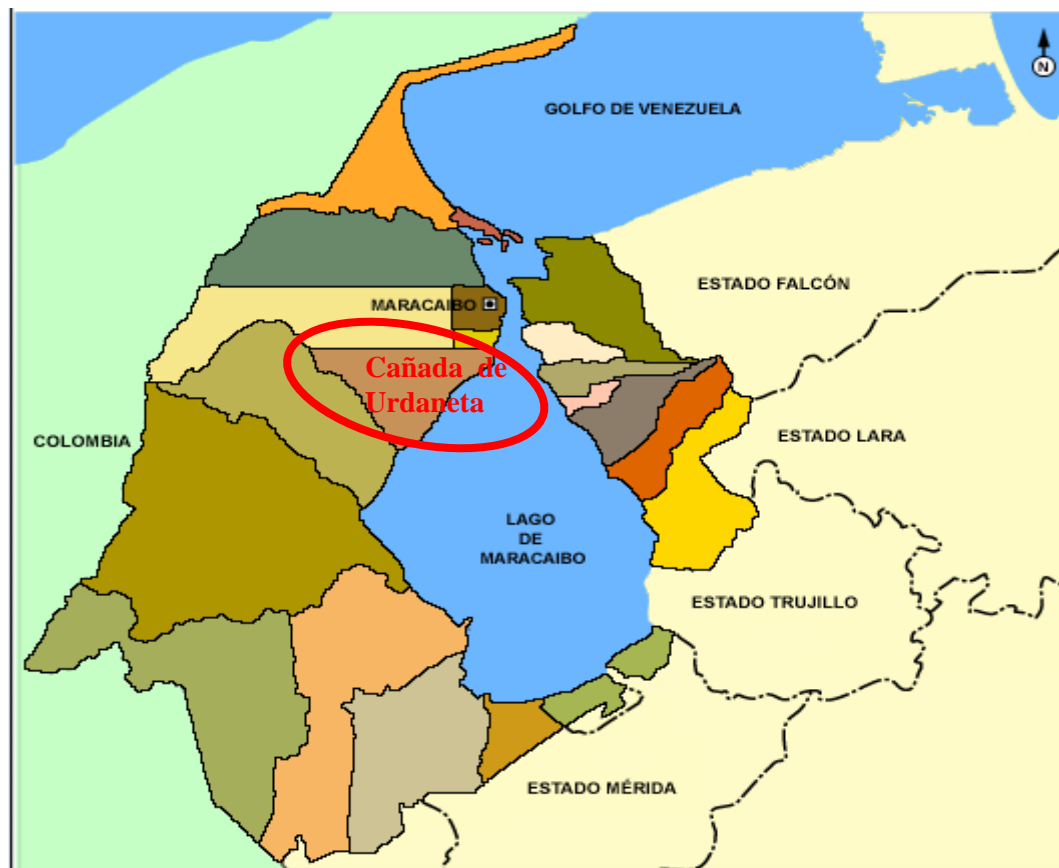 N
GOLFO DE VENEZUELA
ESTADO FALCÓN
MARACAIBO
Cañada de
Urdaneta
COLOMBIA
ESTADO LARA
LAGO
DE
MARACAIBO
ESTADO TRUJILLO
ESTADO MÉRIDA